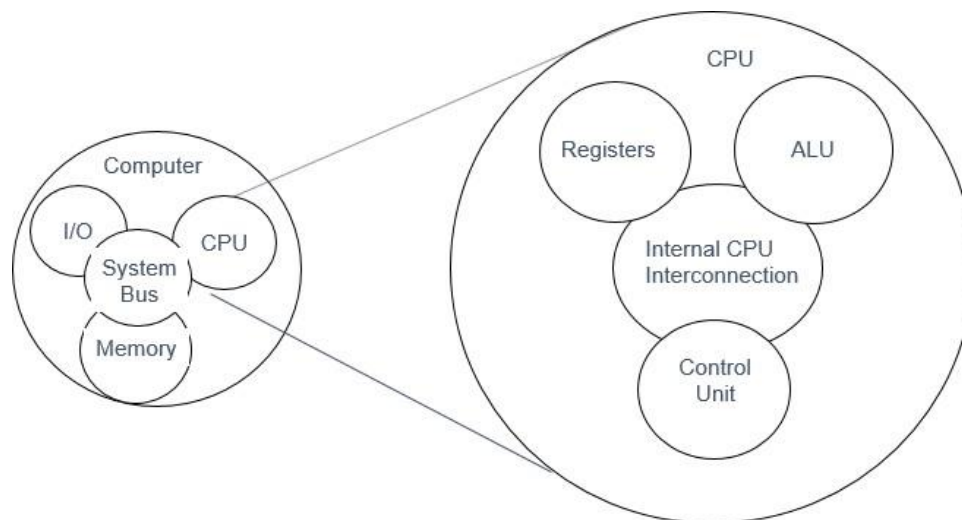 Computer
I/O
CPU
System
Bus
Memory
CPU
Registers
ALU
Internal CPU
Interconnection
Control
Unit